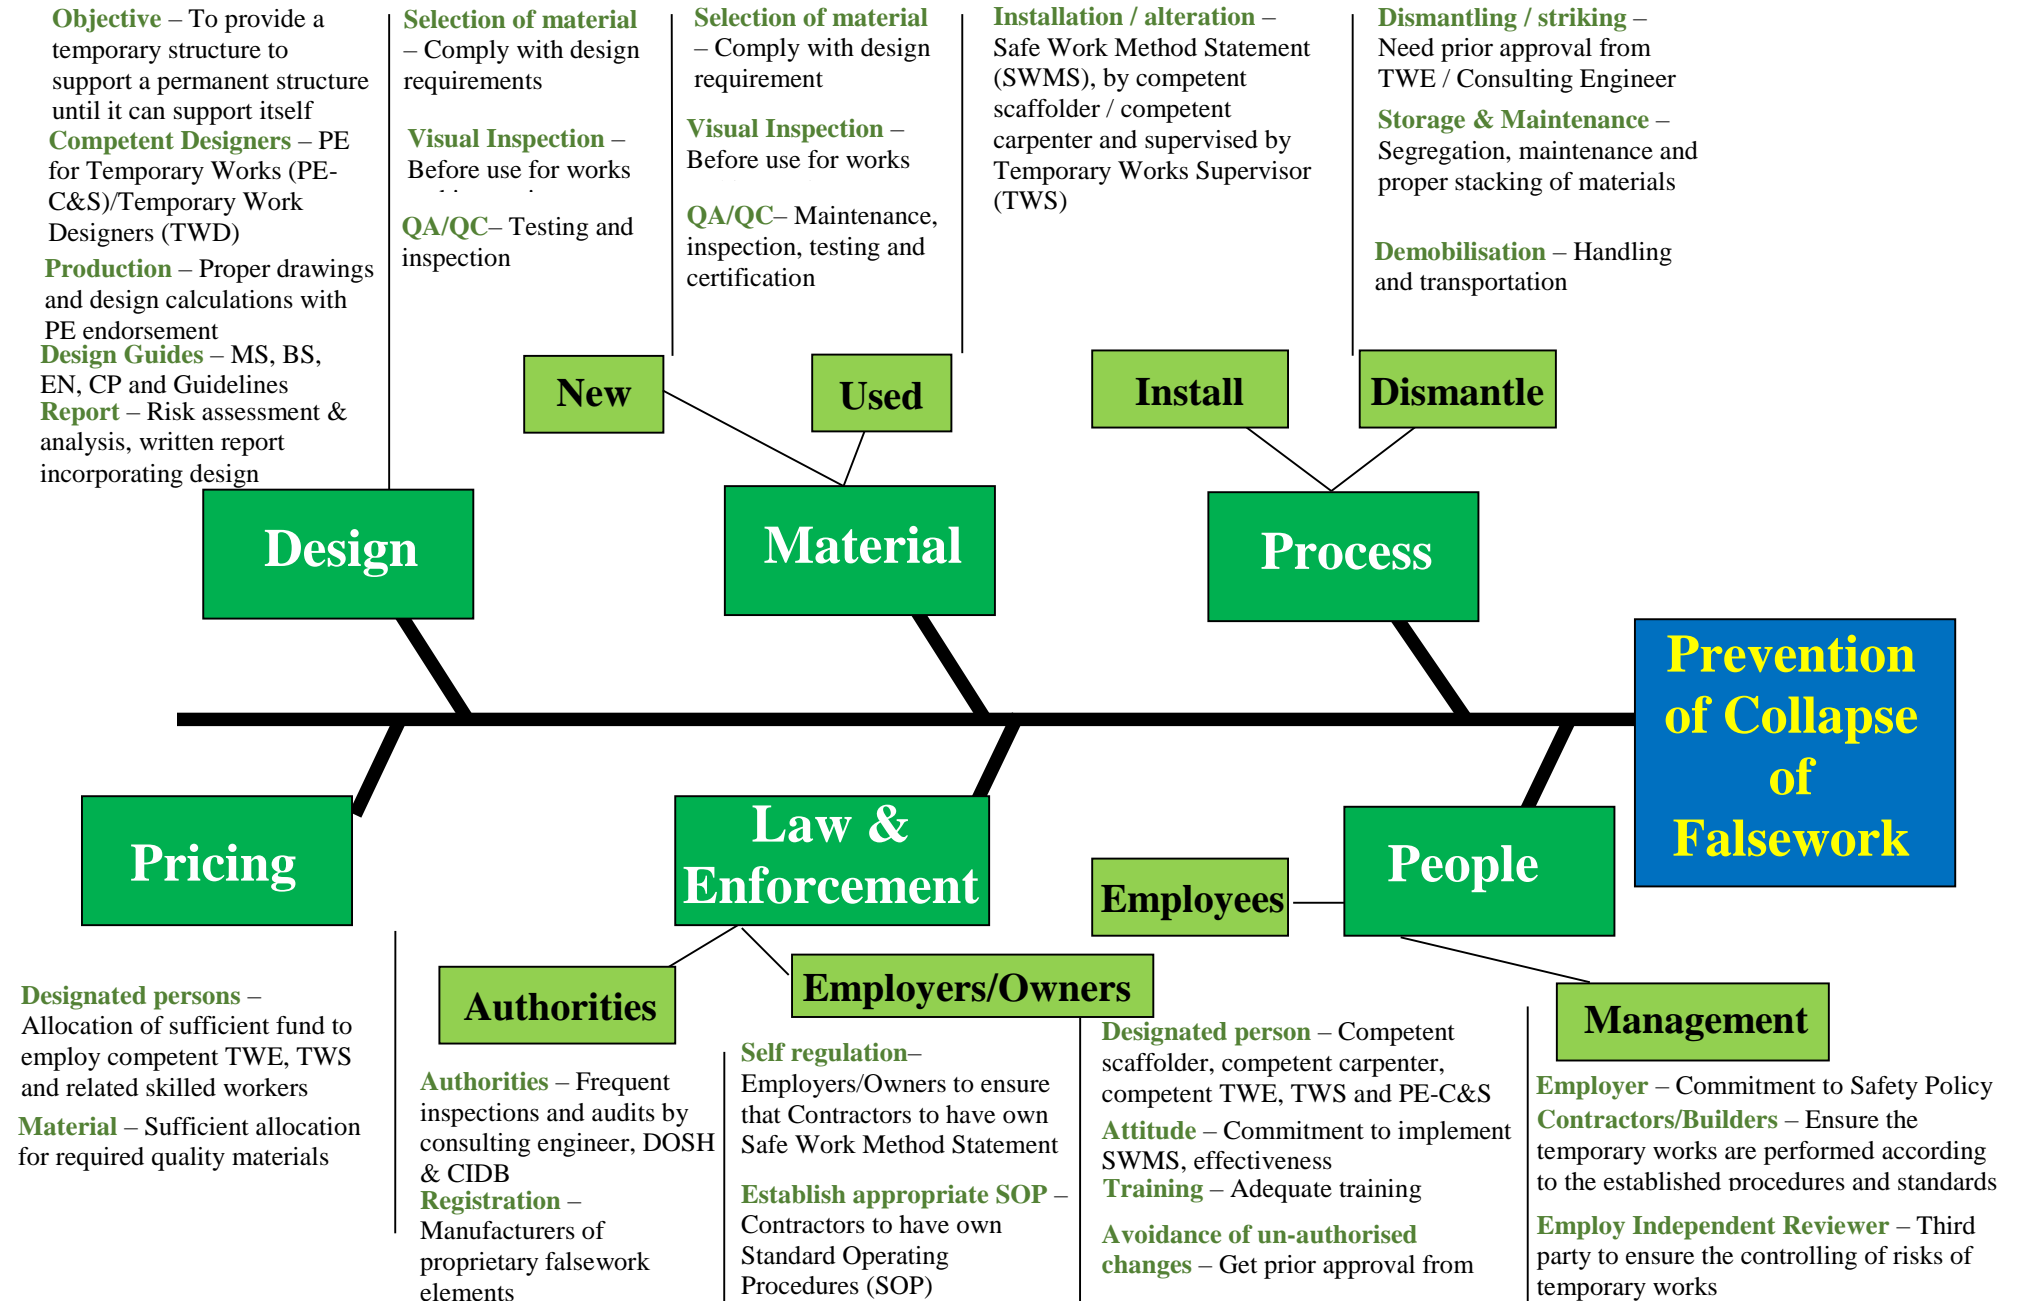 Objective – To provide a
temporary structure to
support a permanent structure
until it can support itself
Competent Designers – PE
for Temporary Works (PE-
C&S)/Temporary Work
Designers (TWD)
Production – Proper drawings
and design calculations with
PE endorsement
Design Guides – MS, BS,
EN, CP and Guidelines
Report – Risk assessment &
analysis, written report
incorporating design
Selection of material
– Comply with design
requirements
Visual Inspection –
Before use for works
QA/QC– Testing and
inspection
Selection of material
– Comply with design
requirement
Visual Inspection –
Before use for works
QA/QC– Maintenance,
inspection, testing and
certification
Installation / alteration –
Safe Work Method Statement
(SWMS), by competent
scaffolder / competent
carpenter and supervised by
Temporary Works Supervisor
(TWS)
Dismantling / striking –
Need prior approval from
TWE / Consulting Engineer
Storage & Maintenance –
Segregation, maintenance and
proper stacking of materials
Demobilisation – Handling
and transportation
New
Used
Install
Dismantle
Design
Material
Process
Prevention
of Collapse
of
Falsework
Pricing
Law &
Enforcement
People
Employees
Authorities
Employers/Owners
Management
Designated persons –
Allocation of sufficient fund to
employ competent TWE, TWS
and related skilled workers
Material – Sufficient allocation
for required quality materials
Authorities – Frequent
inspections and audits by
consulting engineer, DOSH
& CIDB
Registration –
Manufacturers of
proprietary falsework
elements
Self regulation–
Employers/Owners to ensure
that Contractors to have own
Safe Work Method Statement
Establish appropriate SOP –
Contractors to have own
Standard Operating
Procedures (SOP)
Designated person – Competent
scaffolder, competent carpenter,
competent TWE, TWS and PE-C&S
Attitude – Commitment to implement
SWMS, effectiveness
Training – Adequate training
Avoidance of un-authorised
changes – Get prior approval from
Employer – Commitment to Safety Policy
Contractors/Builders – Ensure the
temporary works are performed according
to the established procedures and standards
Employ Independent Reviewer – Third
party to ensure the controlling of risks of
temporary works